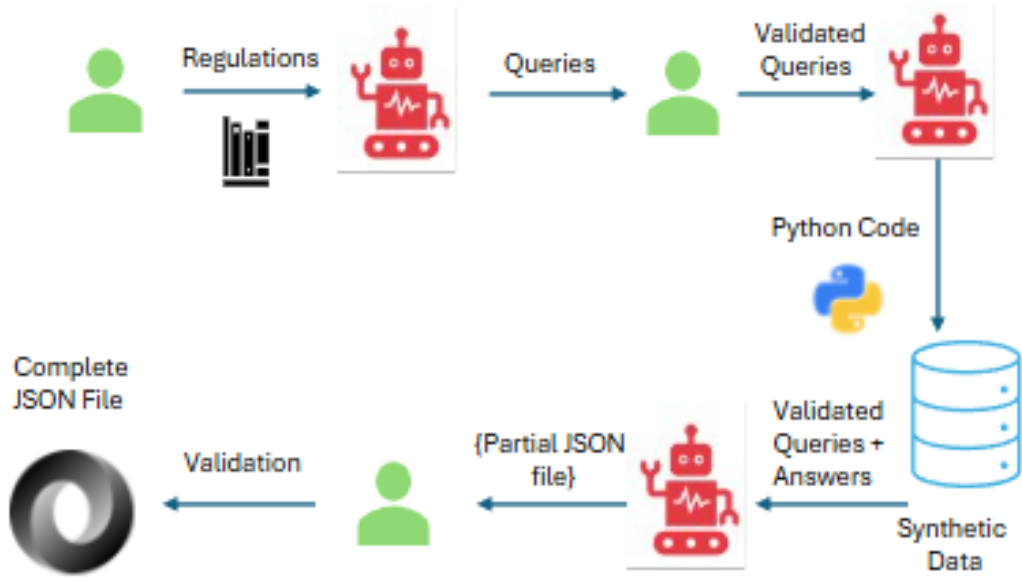 Regulations
Queries
Validated
Queries
Python Code
Complete
JSON File
Validation
{Partial JSON
file}
Validated
Queries +
Answers
Synthetic
Data